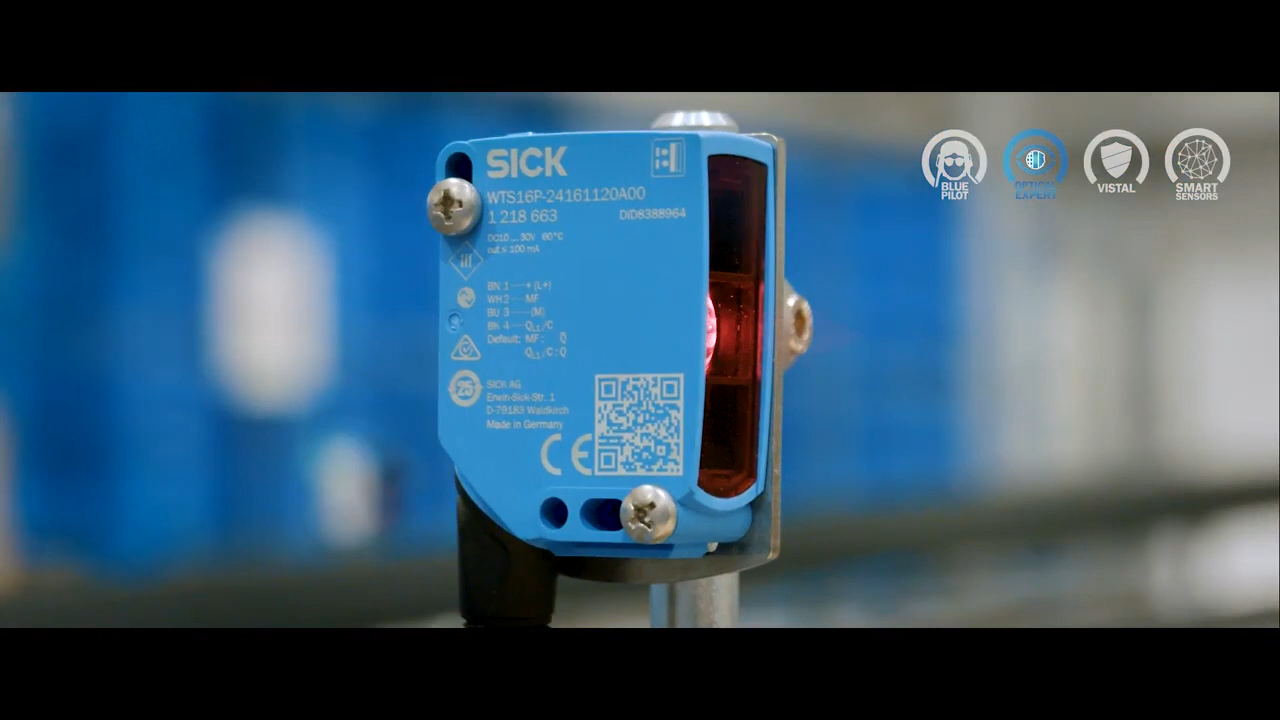 SICK
WTS16P-24161120A00
1 218 663
DID8388964
DC10 ... 30V 60°C
out.≤ 100 mA
BN 1 + (L+)
WH 2 MF
BU 3 (M)
BK 4 QL1/C
Default: MF: Q̅
QL1/C: Q
25
SICK AG
Erwin-Sick-Str. 1
D-79183 Waldkirch
Made in Germany
CE
BLUE
PILOT
OPTICAL
EXPERT
VISTAL
SMART
SENSORS